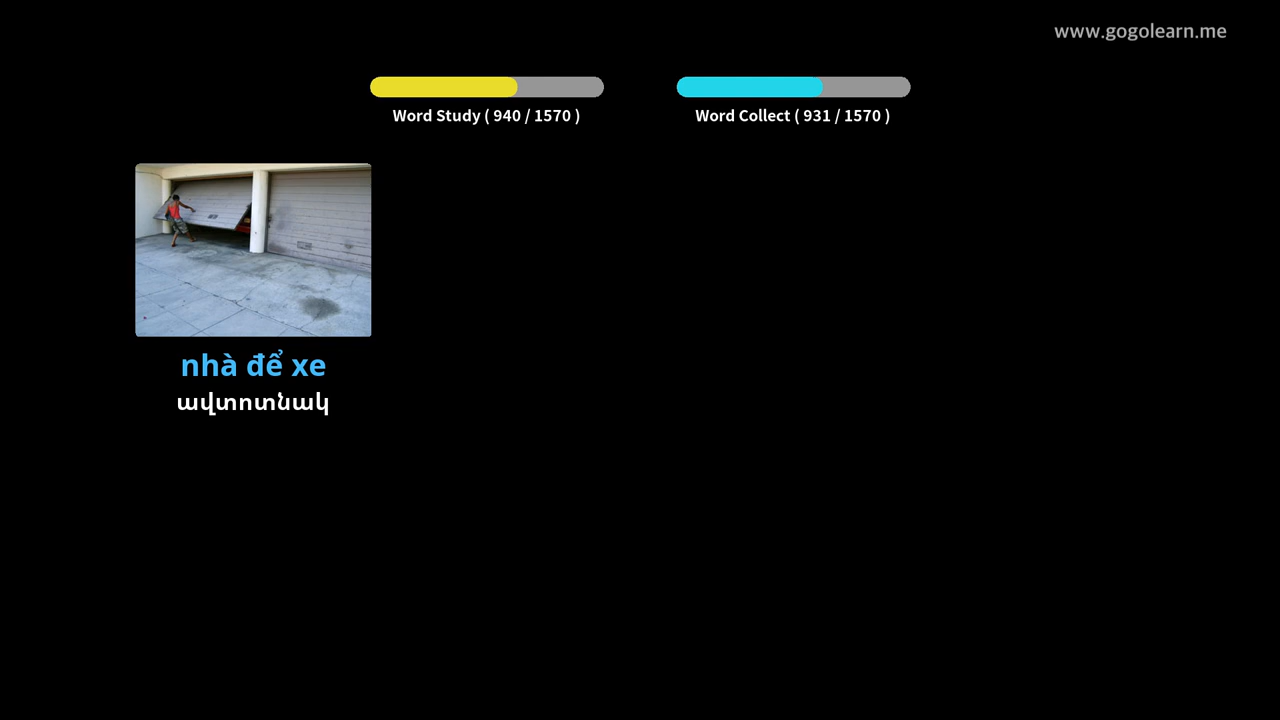 www.gogolearn.me
Word Study ( 940 / 1570 )
Word Collect ( 931 / 1570 )
nhà để xe
ավտոտնակ